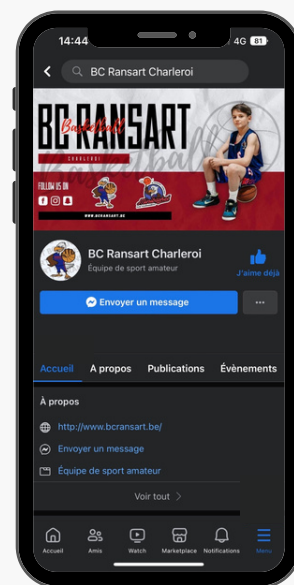 14:44
4G 81
BC Ransart Charleroi
BC RANSART
Basketball
CHARLEROI
FOLLOW US ON
WWW.BCRANSART.BE
BC Ransart Charleroi
Équipe de sport amateur
J'aime déjà
Envoyer un message
Accueil A propos Publications Évènements
À propos
http://www.bcransart.be/
Envoyer un message
Équipe de sport amateur
Voir tout
Accueil Amis Watch Marketplace Notifications Menu